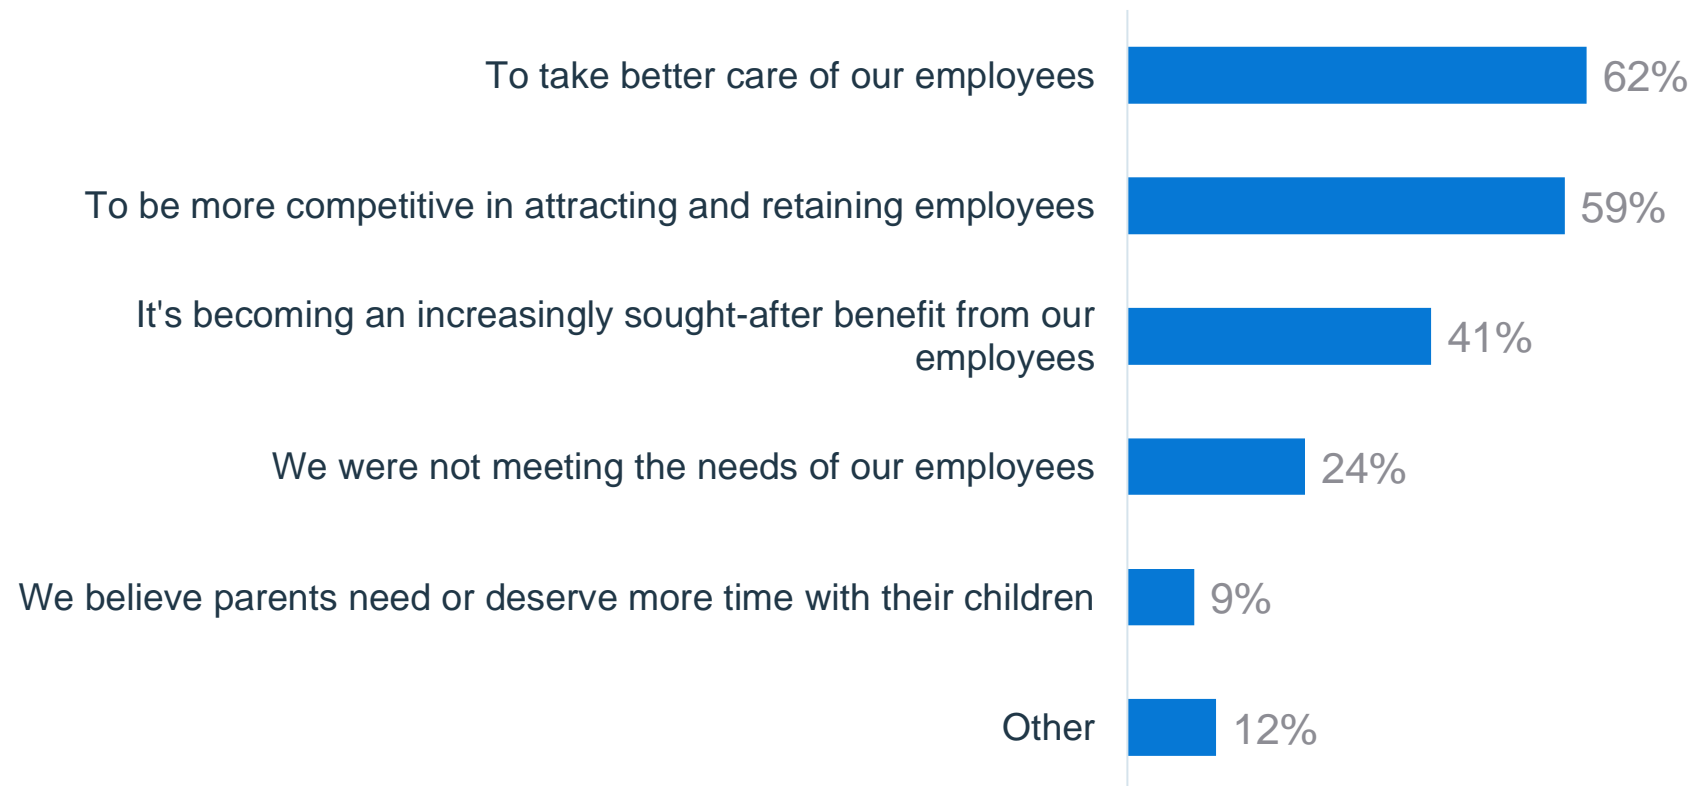 To take better care of our employees
62%
To be more competitive in attracting and retaining employees
59%
It's becoming an increasingly sought-after benefit from our
employees
41%
We were not meeting the needs of our employees
24%
We believe parents need or deserve more time with their children
9%
Other
12%